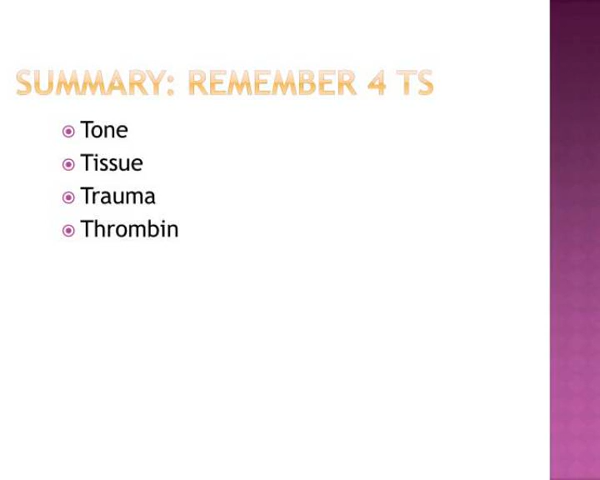 SUMMARY: REMEMBER 4 TS
Tone
Tissue
Trauma
Thrombin